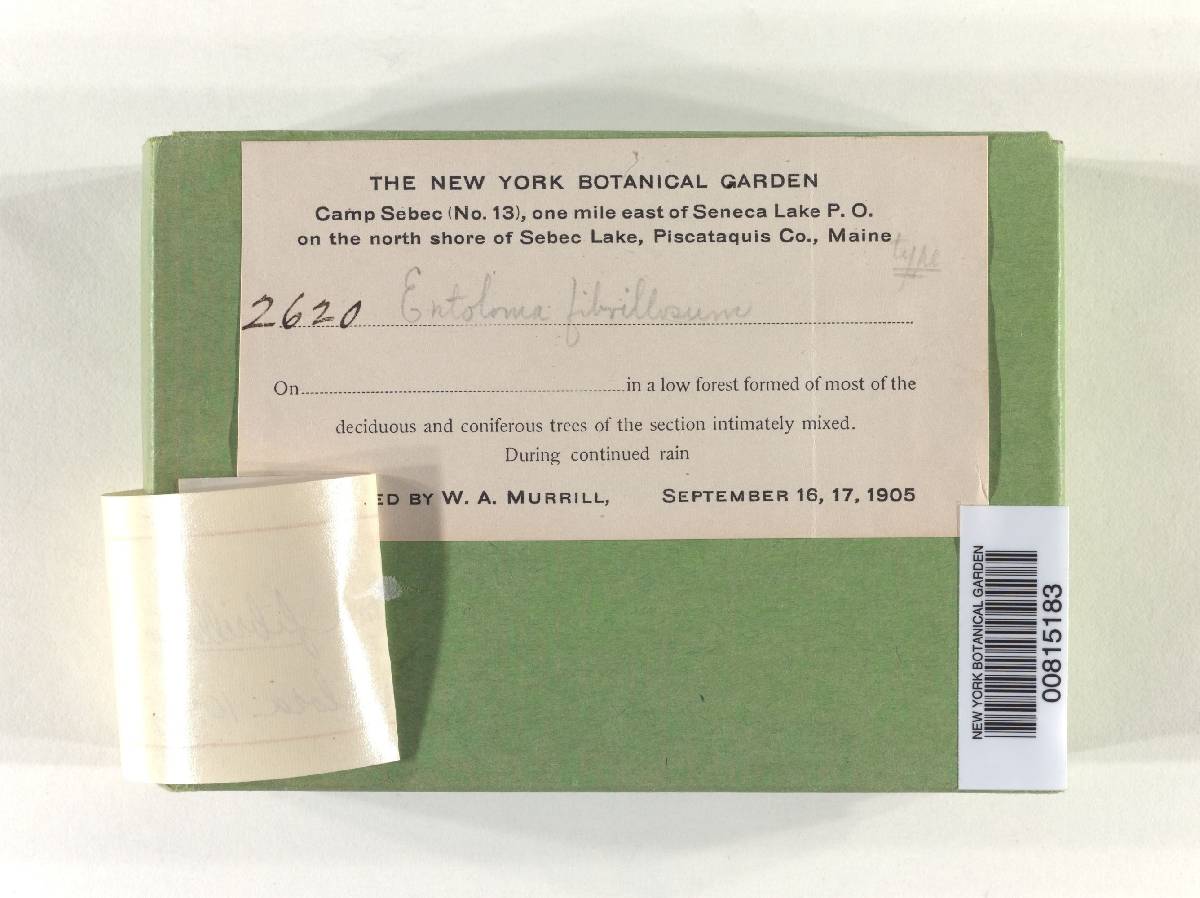 THE NEW YORK BOTANICAL GARDEN
Camp Sebec (No. 13), one mile east of Seneca Lake P. O.
on the north shore of Sebec Lake, Piscataquis Co., Maine
type
2620 Entoloma fibrillosum
On in a low forest formed of most of the
deciduous and coniferous trees of the section intimately mixed.
During continued rain
ED BY W. A. MURRILL, SEPTEMBER 16, 17, 1905
NEW YORK BOTANICAL GARDEN
00815183